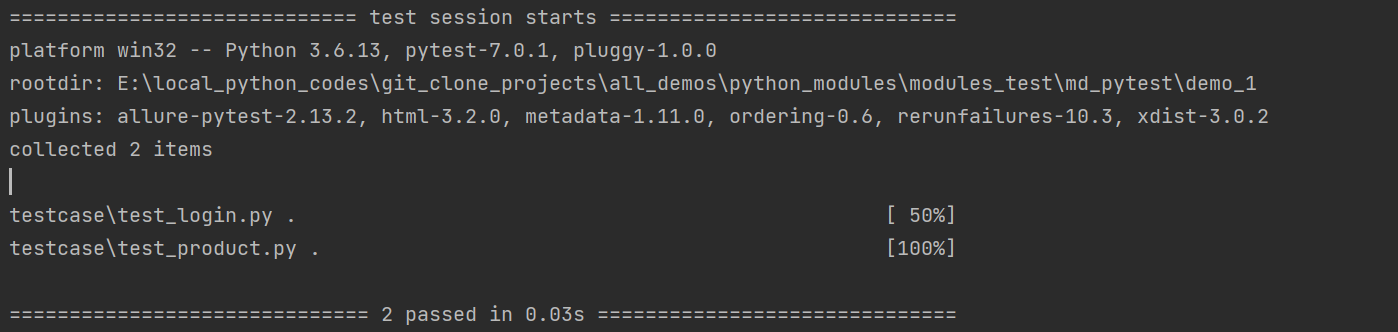 ============================= test session starts =============================
platform win32 -- Python 3.6.13, pytest-7.0.1, pluggy-1.0.0
rootdir: E:\local_python_codes\git_clone_projects\all_demos\python_modules\modules_test\md_pytest\demo_1
plugins: allure-pytest-2.13.2, html-3.2.0, metadata-1.11.0, ordering-0.6, rerunfailures-10.3, xdist-3.0.2
collected 2 items
testcase\test_login.py .                                                 [ 50%]
testcase\test_product.py .                                               [100%]
============================== 2 passed in 0.03s ==============================